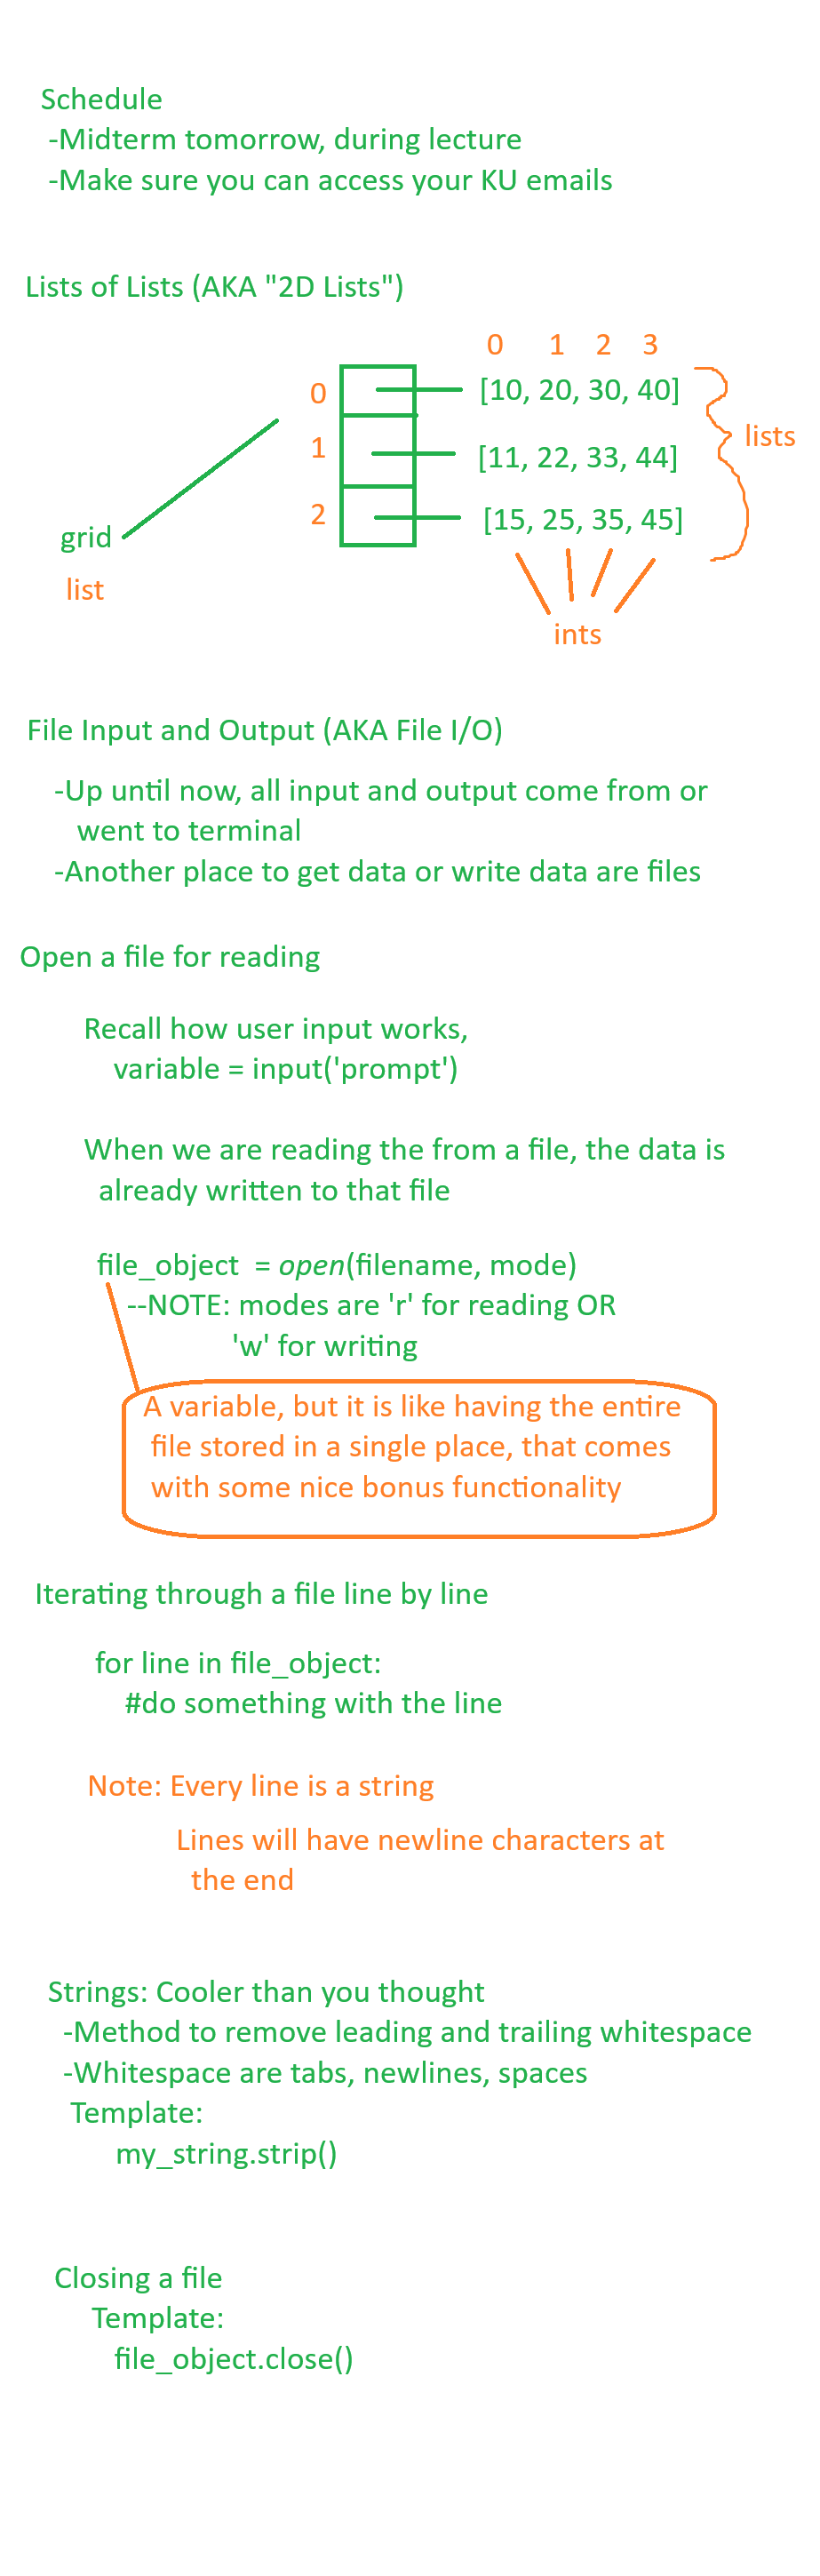 Schedule
-Midterm tomorrow, during lecture
-Make sure you can access your KU emails
Lists of Lists (AKA "2D Lists")
0 1 2 3
0 [10, 20, 30, 40]
lists
1 [11, 22, 33, 44]
2 [15, 25, 35, 45]
grid
list
ints
File Input and Output (AKA File I/O)
-Up until now, all input and output come from or
went to terminal
-Another place to get data or write data are files
Open a file for reading
Recall how user input works,
variable = input('prompt')
When we are reading the from a file, the data is
already written to that file
file_object = open(filename, mode)
--NOTE: modes are 'r' for reading OR
'w' for writing
A variable, but it is like having the entire
file stored in a single place, that comes
with some nice bonus functionality
Iterating through a file line by line
for line in file_object:
#do something with the line
Note: Every line is a string
Lines will have newline characters at
the end
Strings: Cooler than you thought
-Method to remove leading and trailing whitespace
-Whitespace are tabs, newlines, spaces
Template:
my_string.strip()
Closing a file
Template:
file_object.close()